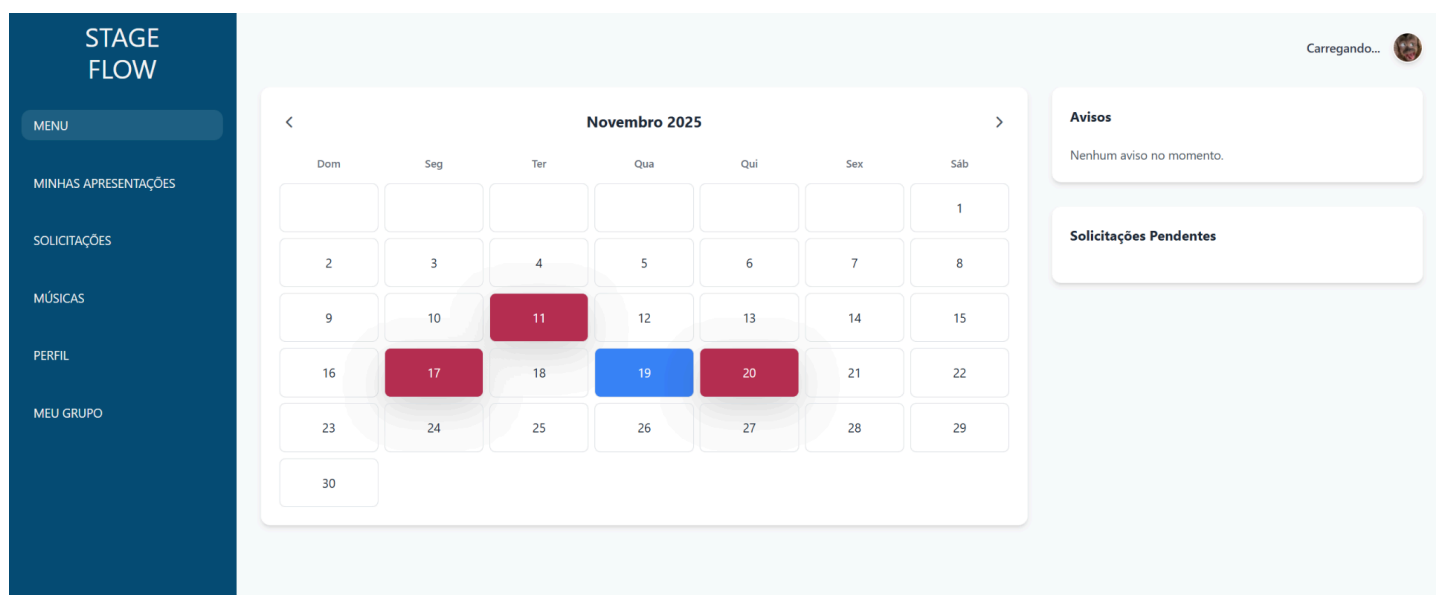 STAGE
FLOW
Carregando...
MENU
MINHAS APRESENTAÇÕES
SOLICITAÇÕES
MÚSICAS
PERFIL
MEU GRUPO
Novembro 2025
Dom Seg Ter Qua Qui Sex Sáb
1
2 3 4 5 6 7 8
9 10 11 12 13 14 15
16 17 18 19 20 21 22
23 24 25 26 27 28 29
30
Avisos
Nenhum aviso no momento.
Solicitações Pendentes